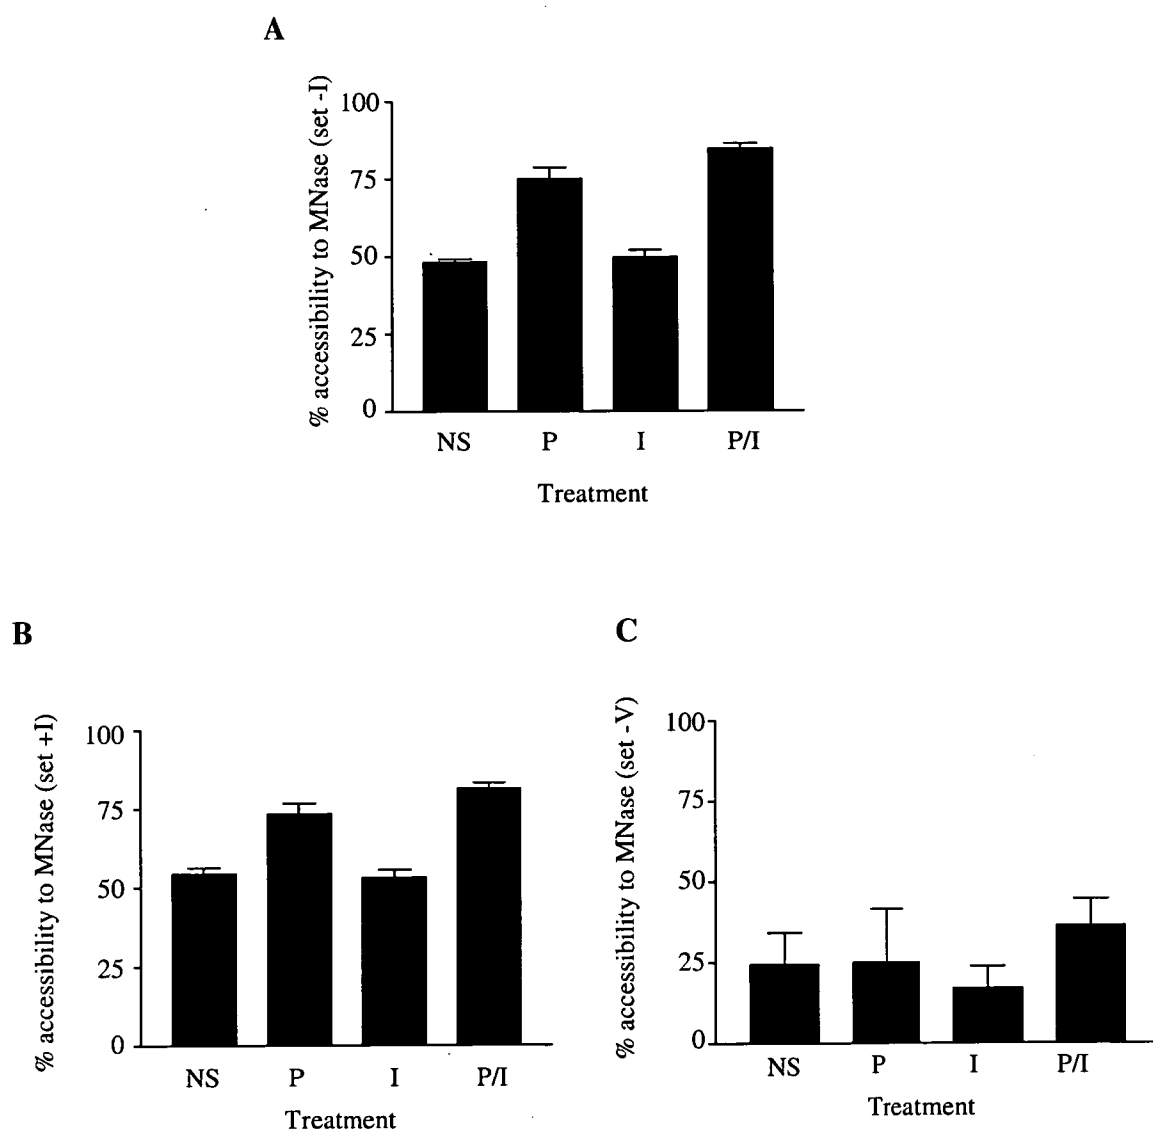 A
% accessibility to MNase (set -I)
100
75
50
25
0
NS P I P/I
Treatment
B
% accessibility to MNase (set +I)
100
75
50
25
0
NS P I P/I
Treatment
C
% accessibility to MNase (set -V)
100
75
50
25
0
NS P I P/I
Treatment